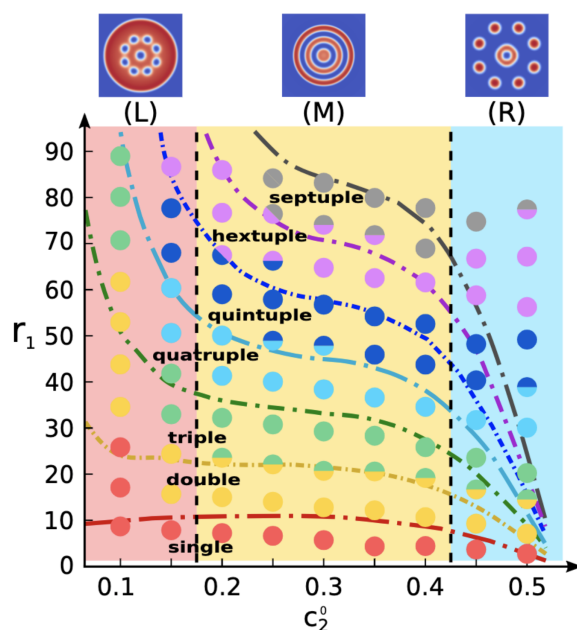 (L) (M) (R)
90
80
70
60
50
40
30
20
10
0
r₁
septuple
hextuple
quintuple
quatruple
triple
double
single
0.1 0.2 0.3 0.4 0.5
c₂⁰